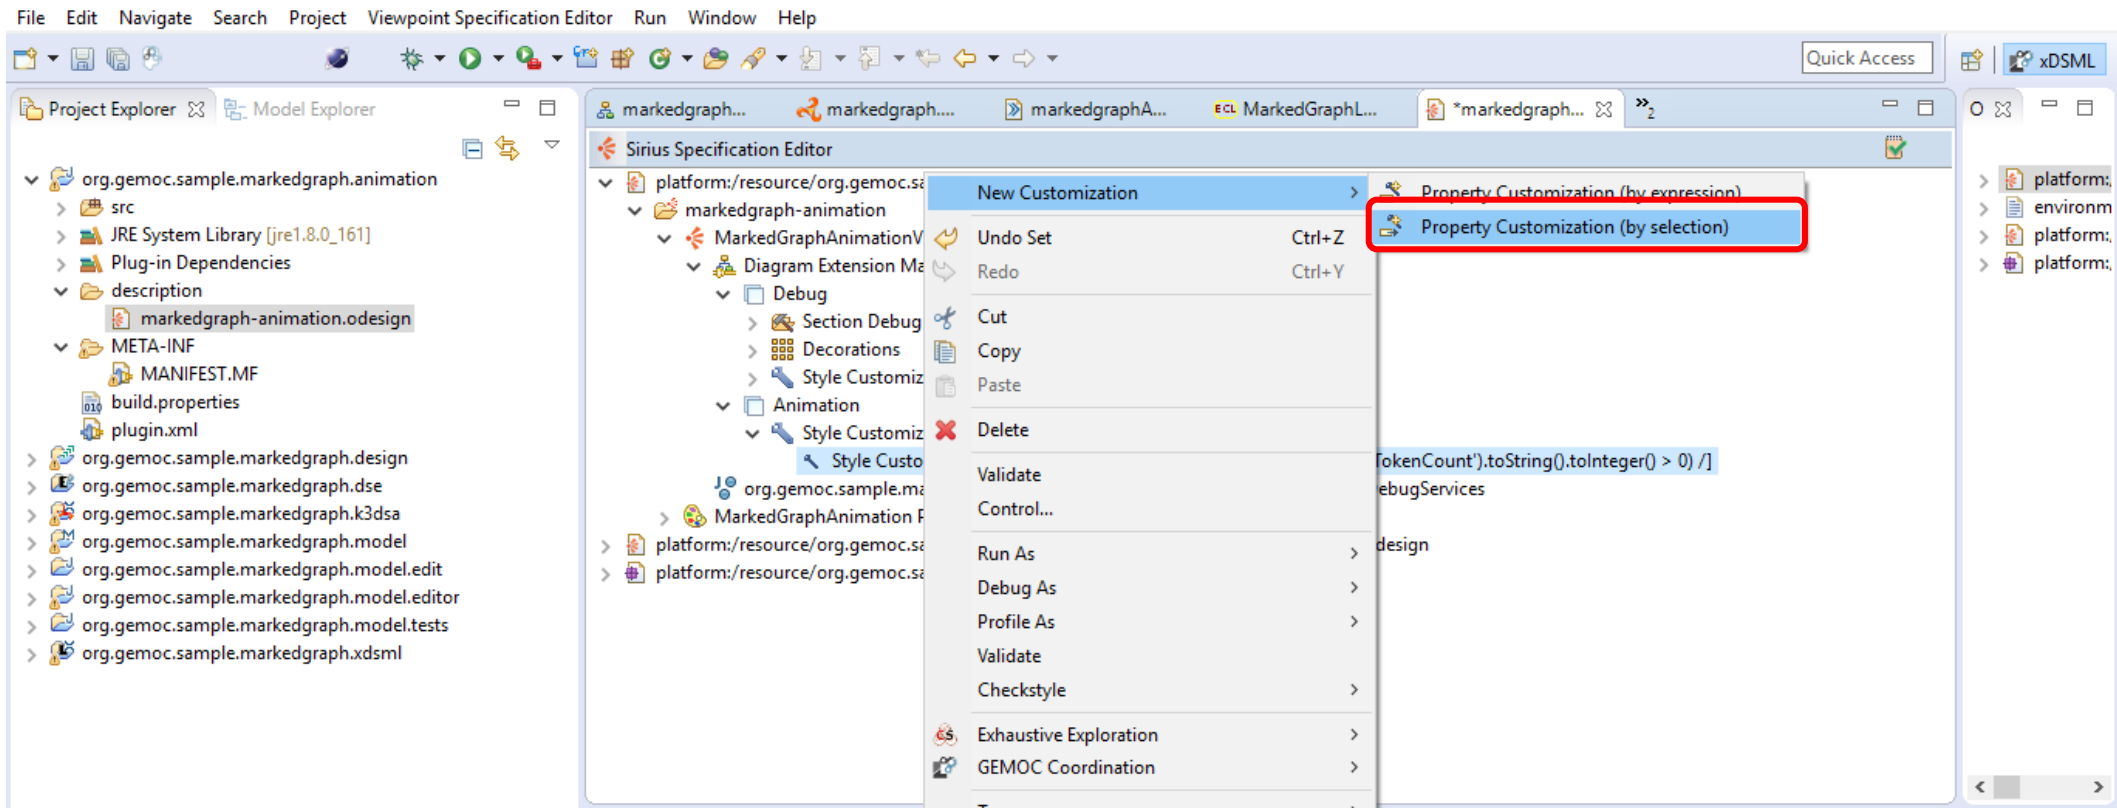 File Edit Navigate Search Project Viewpoint Specification Editor Run Window Help
Quick Access
xDSML
Project Explorer
Model Explorer
markedgraph...
markedgraph....
markedgraphA...
ECL MarkedGraphL...
*markedgraph...
»2
O
Sirius Specification Editor
org.gemoc.sample.markedgraph.animation
src
JRE System Library [jre1.8.0_161]
Plug-in Dependencies
description
markedgraph-animation.odesign
META-INF
MANIFEST.MF
build.properties
plugin.xml
org.gemoc.sample.markedgraph.design
org.gemoc.sample.markedgraph.dse
org.gemoc.sample.markedgraph.k3dsa
org.gemoc.sample.markedgraph.model
org.gemoc.sample.markedgraph.model.edit
org.gemoc.sample.markedgraph.model.editor
org.gemoc.sample.markedgraph.model.tests
org.gemoc.sample.markedgraph.xdsml
platform:/resource/org.gemoc.sa
markedgraph-animation
MarkedGraphAnimationV
Diagram Extension Ma
Debug
Section Debug
Decorations
Style Customiz
Animation
Style Customiz
Style Custo
TokenCount').toString().toInteger() > 0) /]
org.gemoc.sample.ma
ebugServices
MarkedGraphAnimation F
platform:/resource/org.gemoc.sa
design
platform:/resource/org.gemoc.sa
New Customization
Undo Set Ctrl+Z
Redo Ctrl+Y
Cut
Copy
Paste
Delete
Validate
Control...
Run As
Debug As
Profile As
Validate
Checkstyle
Exhaustive Exploration
GEMOC Coordination
Property Customization (by expression)
Property Customization (by selection)
platform:
environm
platform:
platform: